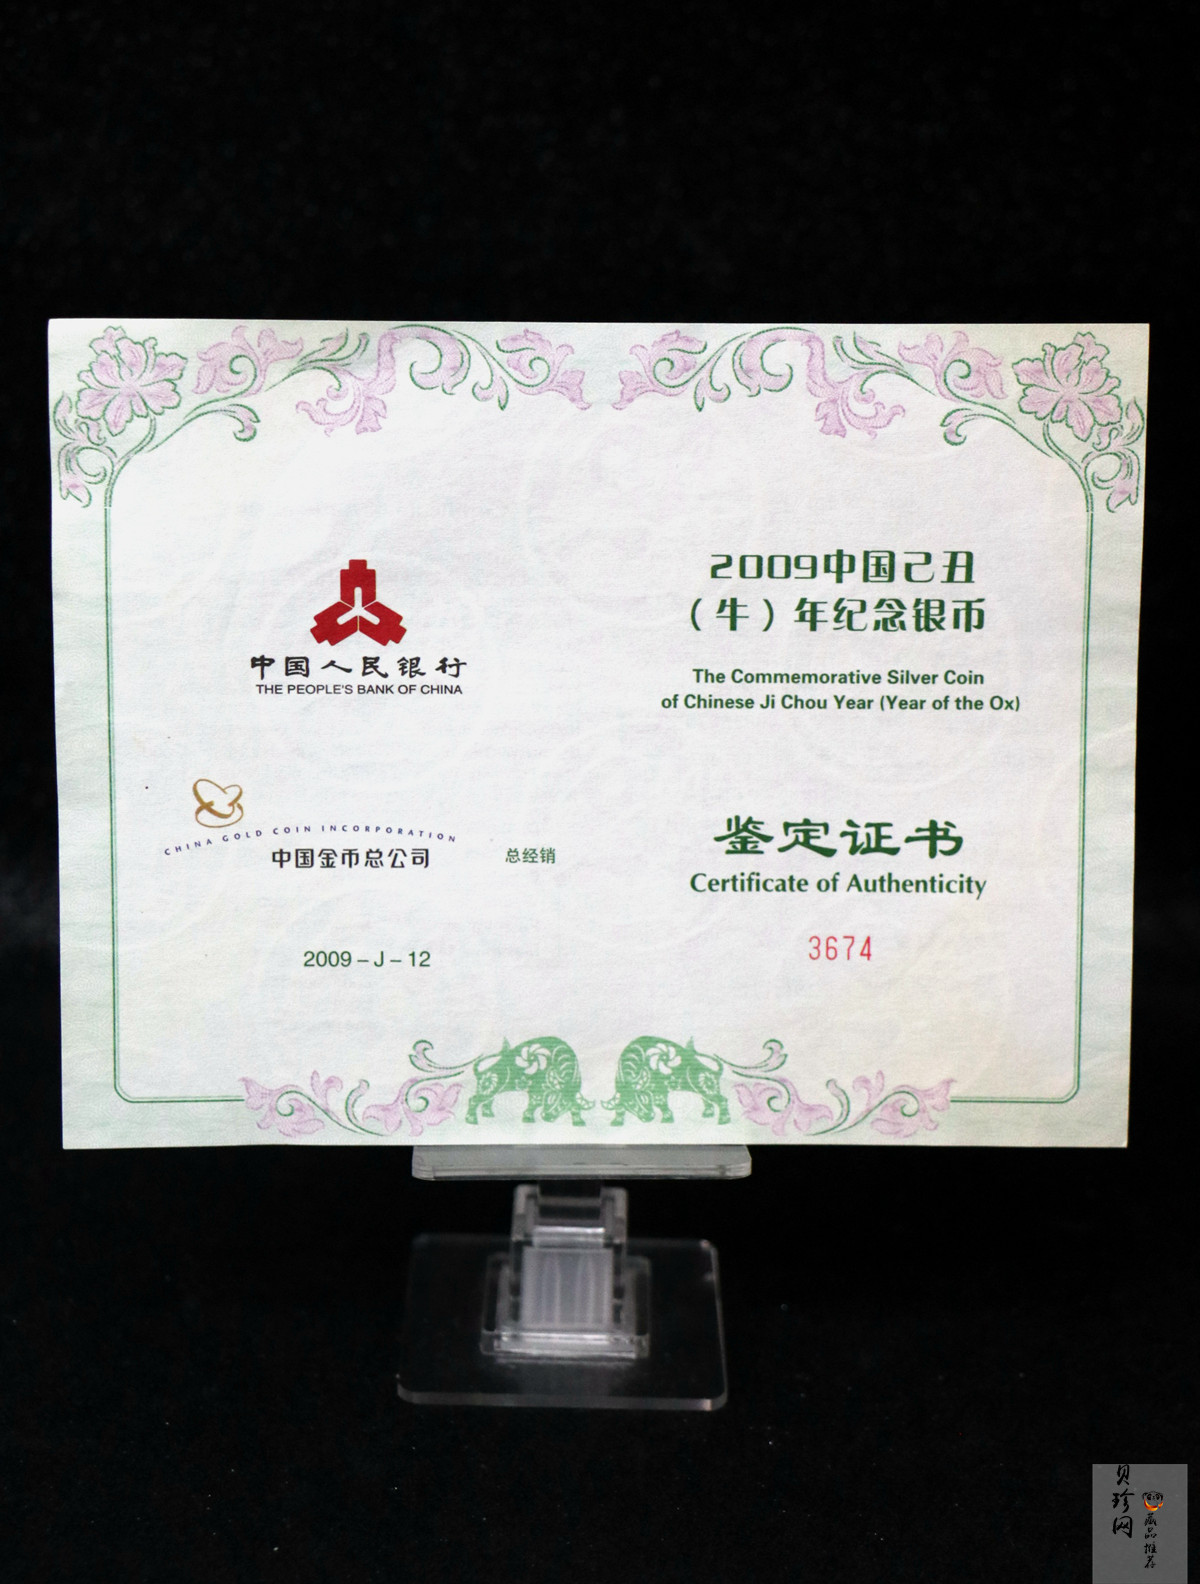 中国人民银行
THE PEOPLE'S BANK OF CHINA
CHINA GOLD COIN INCORPORATION
中国金币总公司
总经销
2009–J–12
2009中国己丑
（牛）年纪念银币
The Commemorative Silver Coin
of Chinese Ji Chou Year (Year of the Ox)
鉴定证书
Certificate of Authenticity
3674
贝珍网
藏品推荐